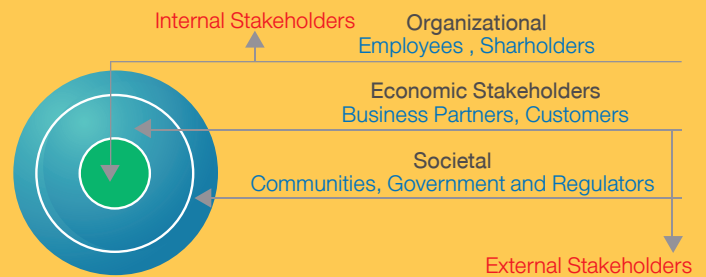 Internal Stakeholders
Organizational
Employees , Sharholders
Economic Stakeholders
Business Partners, Customers
Societal
Communities, Government and Regulators
External Stakeholders